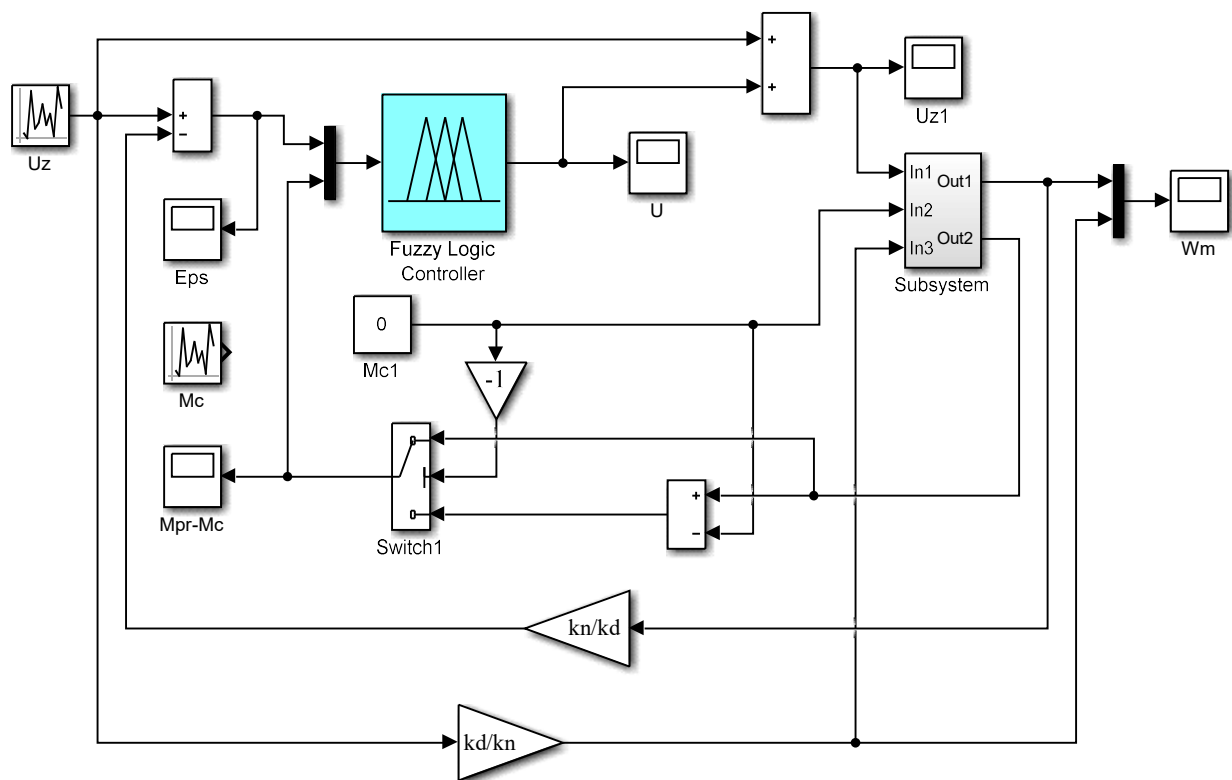 +
+
Uz1
Uz
+
−
In1
Out1
In2
Out2
In3
Subsystem
U
Wm
Fuzzy Logic
Controller
Eps
0
Mc1
Mc
-1
+
−
Mpr-Mc
Switch1
kn/kd
kd/kn